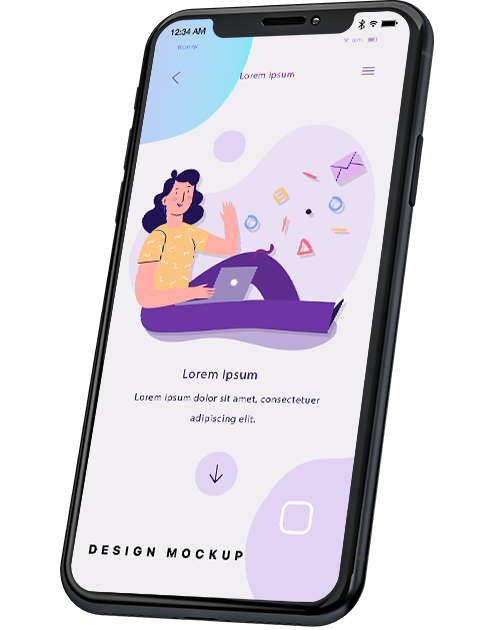 12:34 AM
Lorem Ipsum
Lorem Ipsum
Lorem ipsum dolor sit amet, consectetuer
adipiscing elit.
DESIGN MOCKUP